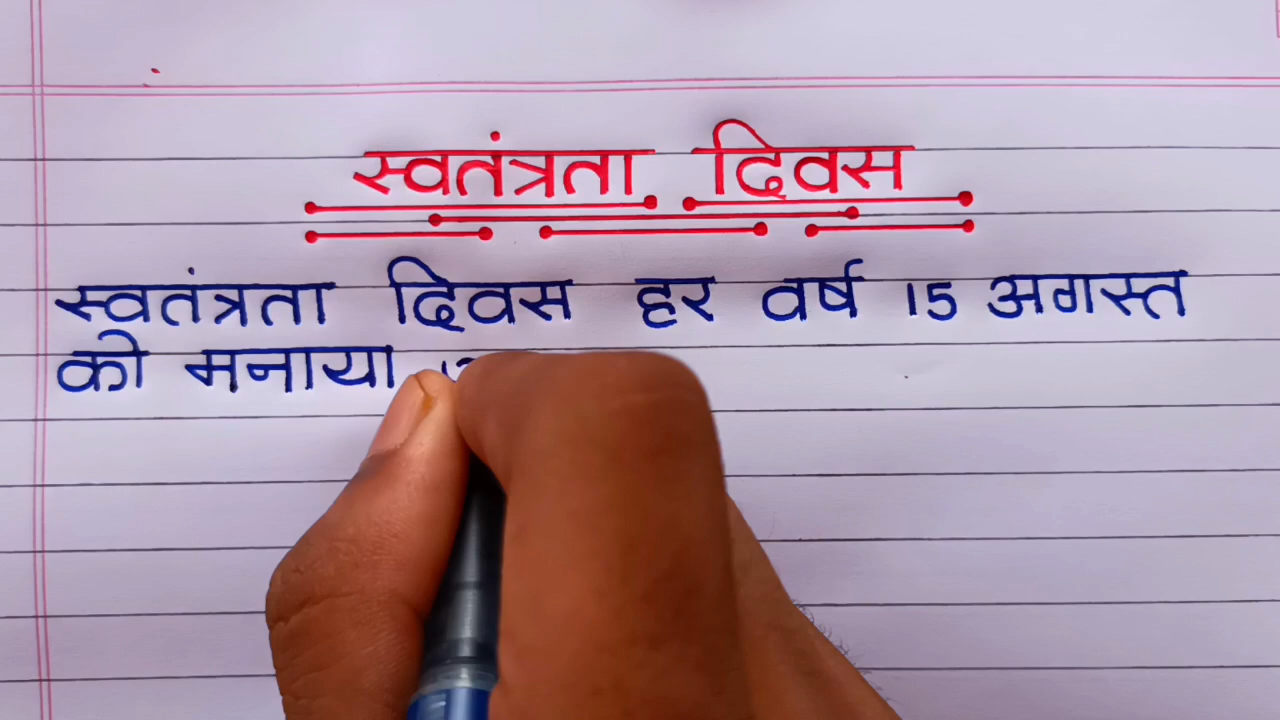 स्वतंत्रता दिवस
स्वतंत्रता दिवस हर वर्ष 15 अगस्त
को मनाया